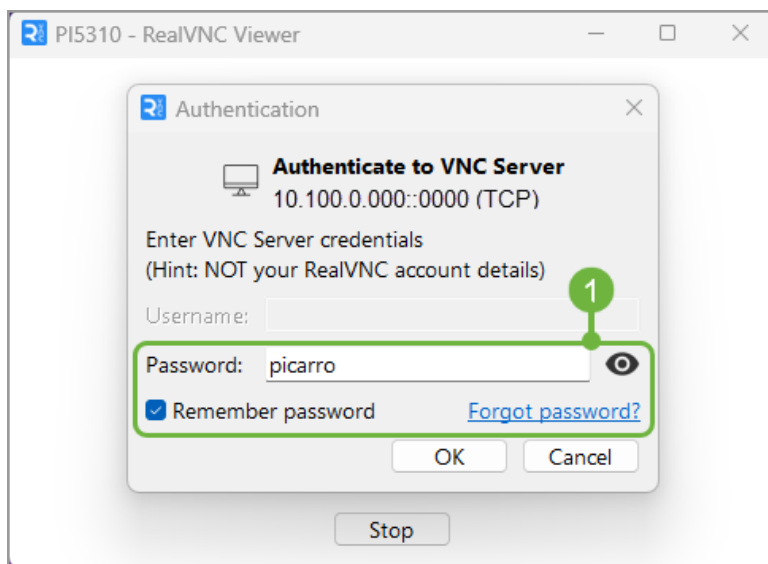 PI5310 - RealVNC Viewer
Authentication
Authenticate to VNC Server
10.100.0.000::0000 (TCP)
Enter VNC Server credentials
(Hint: NOT your RealVNC account details)
1
Username:
Password: picarro
Remember password Forgot password?
OK Cancel
Stop